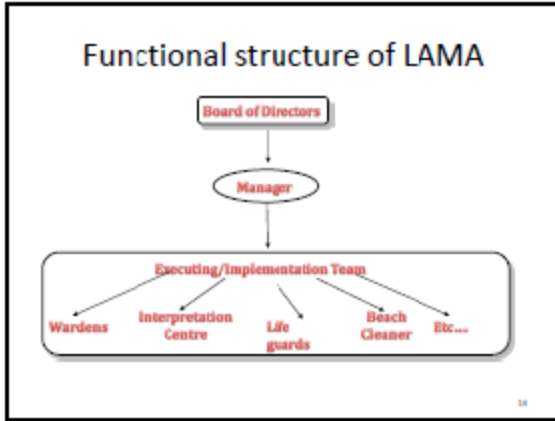 Functional structure of LAMA
Board of Directors
Manager
Executing/Implementation Team
Wardens
Interpretation
Centre
Life
guards
Beach
Cleaner
Etc....
14